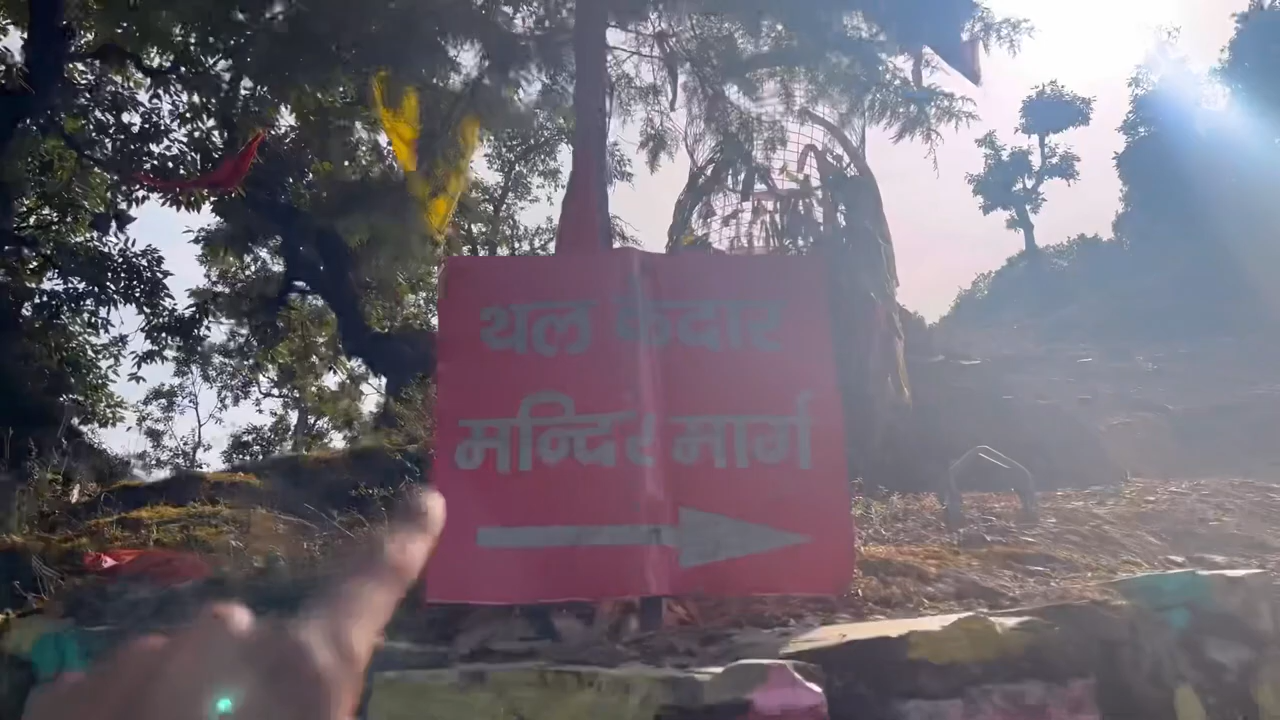 थल केदार
मन्दिर मार्ग